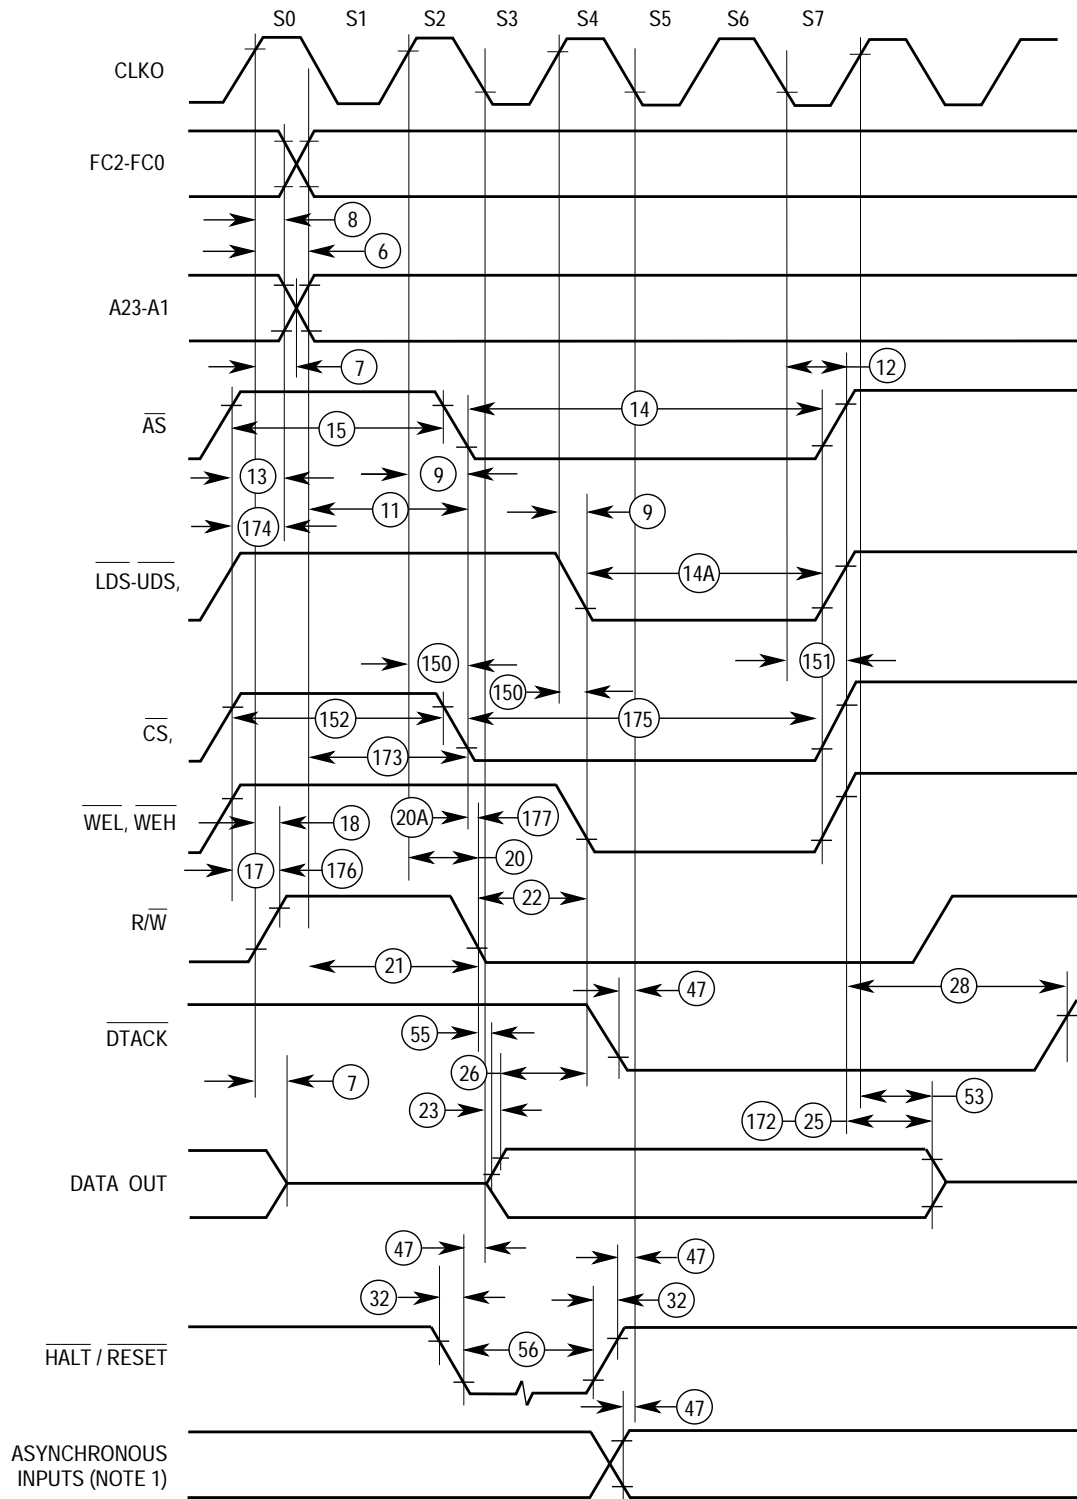 S0 S1 S2 S3 S4 S5 S6 S7
CLKO
FC2-FC0
8
6
A23-A1
7
12
AS
14
15
13
9
11
9
174
LDS-UDS,
14A
150
151
150
CS,
152
175
173
WEL, WEH
18
20A
177
20
17
176
22
R/W
21
47
28
DTACK
55
26
7
23
53
172
25
DATA OUT
47
47
32
32
HALT / RESET
56
47
ASYNCHRONOUS
INPUTS (NOTE 1)